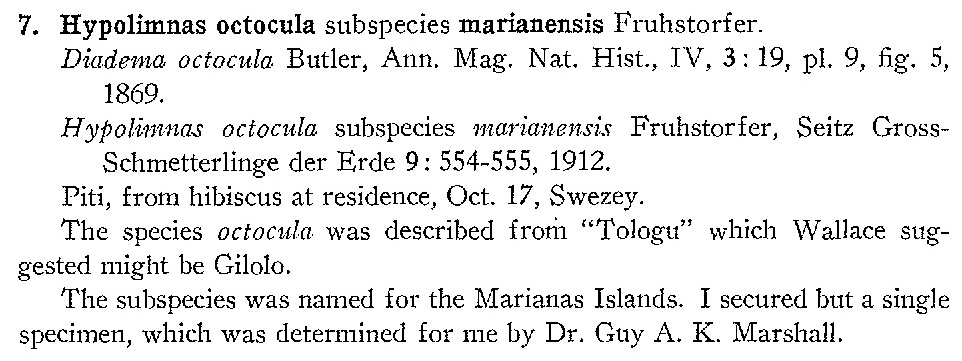 7. Hypolimnas octocula subspecies marianensis Fruhstorfer.
Diadema octocula Butler, Ann. Mag. Nat. Hist., IV, 3: 19, pl. 9, fig. 5,
1869.
Hypolimnas octocula subspecies marianensis Fruhstorfer, Seitz Gross-
Schmetterlinge der Erde 9: 554-555, 1912.
Piti, from hibiscus at residence, Oct. 17, Swezey.
The species octocula was described from “Tologu” which Wallace sug-
gested might be Gilolo.
The subspecies was named for the Marianas Islands. I secured but a single
specimen, which was determined for me by Dr. Guy A. K. Marshall.